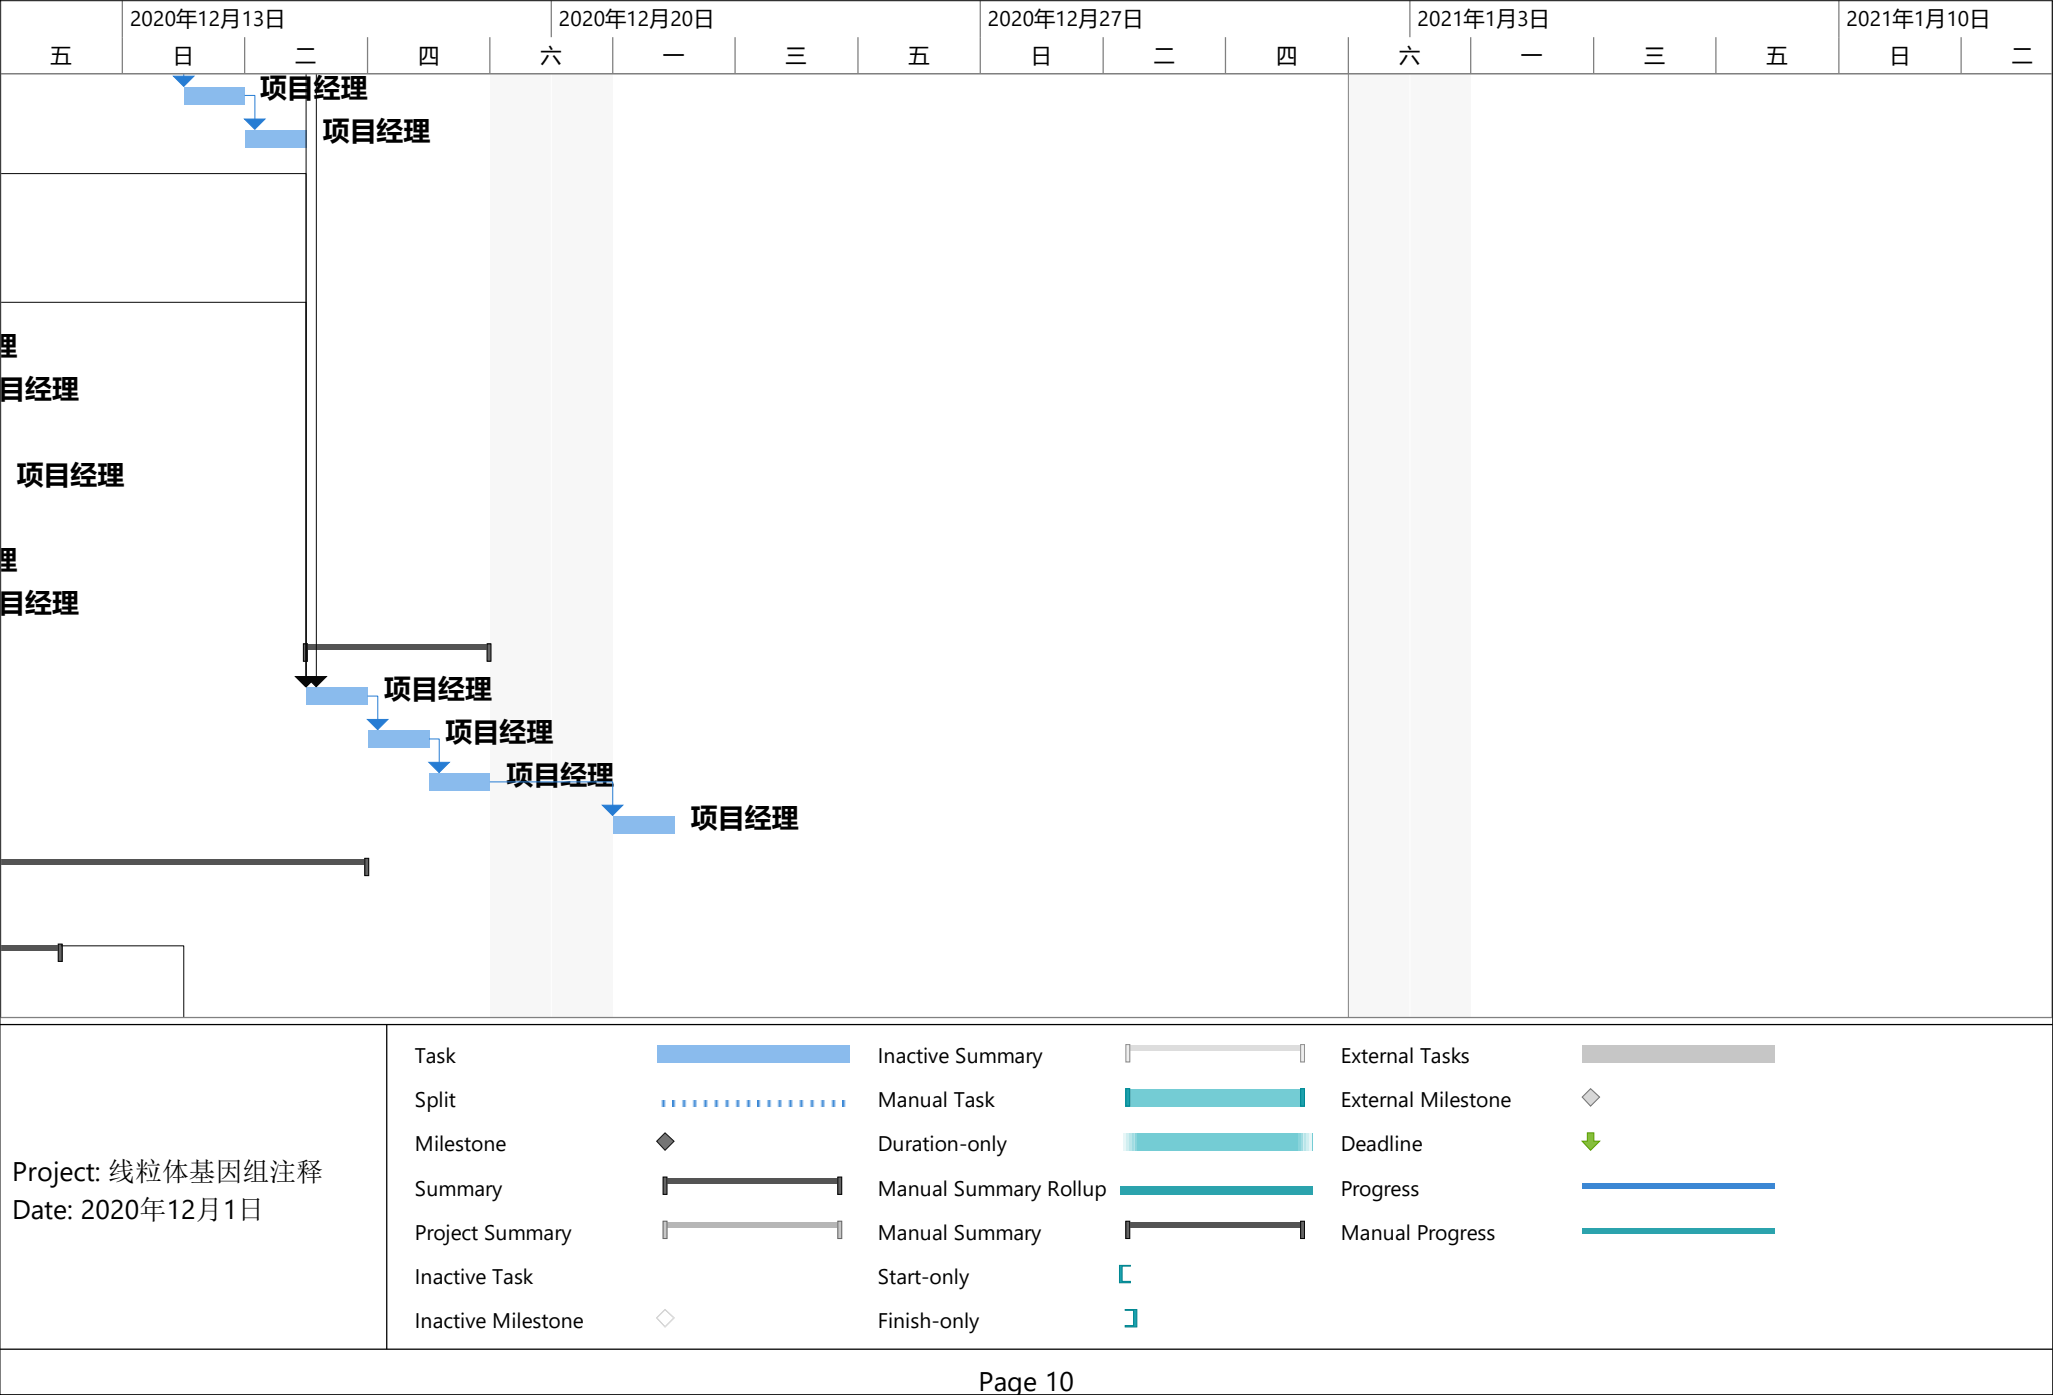 2020年12月13日 2020年12月20日 2020年12月27日 2021年1月3日 2021年1月10日
五 日 二 四 六 一 三 五 日 二 四 六 一 三 五 日 二
项目经理
项目经理
理
目经理
项目经理
理
目经理
项目经理
项目经理
项目经理
项目经理
Project: 线粒体基因组注释
Date: 2020年12月1日
Task
Split
Milestone
Summary
Project Summary
Inactive Task
Inactive Milestone
Inactive Summary
Manual Task
Duration-only
Manual Summary Rollup
Manual Summary
Start-only
Finish-only
External Tasks
External Milestone
Deadline
Progress
Manual Progress
Page 10